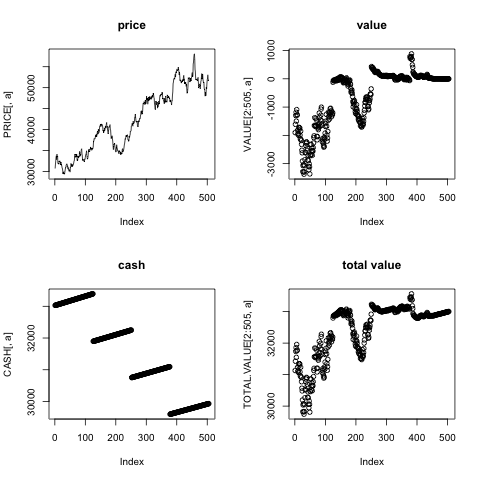 price
value
PRICE[, a]
30000
40000
50000
0
100
200
300
400
500
Index
VALUE[2:505, a]
-3000
-1000
0
1000
0
100
200
300
400
500
Index
cash
total value
CASH[, a]
30000
32000
0
100
200
300
400
500
Index
TOTAL.VALUE[2:505, a]
30000
32000
0
100
200
300
400
500
Index